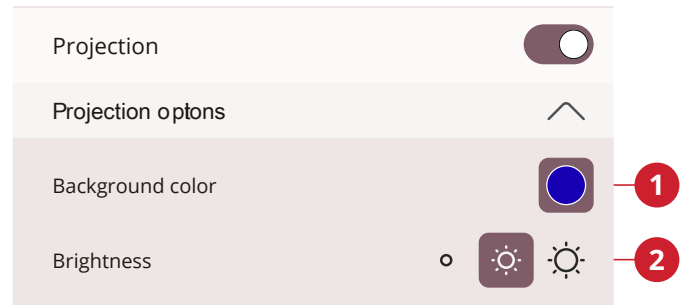 Projection
Projection optons
Background color
1
Brightness
2